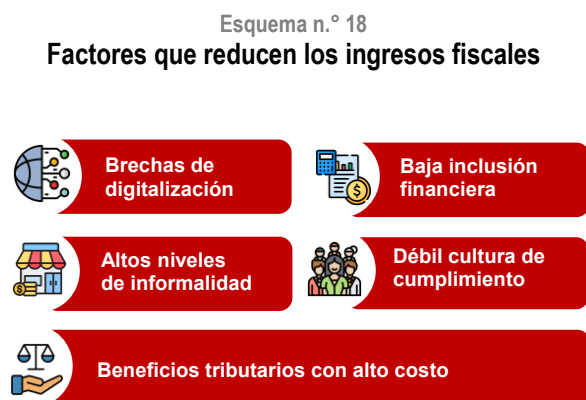 Esquema n.° 18
Factores que reducen los ingresos fiscales
Brechas de
digitalización
Baja inclusión
financiera
Altos niveles
de informalidad
Débil cultura de
cumplimiento
Beneficios tributarios con alto costo